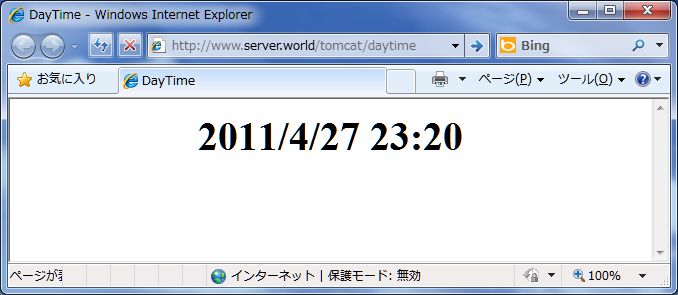 DayTime - Windows Internet Explorer
http://www.server.world/tomcat/daytime
Bing
お気に入り
DayTime
ページ(P)
ツール(O)
2011/4/27 23:20
ページが
インターネット | 保護モード: 無効
100%